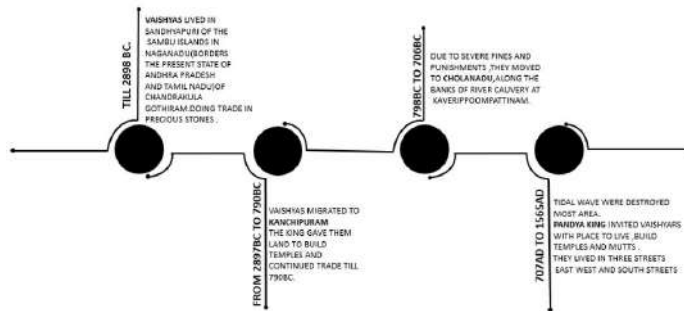 TILL 2898 BC.
VAISHYAS LIVED IN
SANDHYAPURI OF THE
SAMBU ISLANDS IN
NAGANADU(BORDERS
THE PRESENT STATE OF
ANDHRA PRADESH
AND TAMIL NADU)OF
CHANDRAKULA
GOTHIRAM.DOING TRADE IN
PRECIOUS STONES .
FROM 2897BC TO 790BC
VAISHYAS MIGRATED TO
KANCHIPURAM
THE KING GAVE THEM
LAND TO BUILD
TEMPLES AND
CONTINUED TRADE TILL
790BC.
798BC TO 706BC
DUE TO SEVERE FINES AND
PUNISHMENTS ,THEY MOVED
TO CHOLANADU,ALONG THE
BANKS OF RIVER CAUVERY AT
KAVERIPPOOMPATTINAM.
707AD TO 1565AD
TIDAL WAVE WERE DESTROYED
MOST AREA.
PANDYA KING INVITED VAISHYARS
WITH PLACE TO LIVE ,BUILD
TEMPLES AND MUTTS .
THEY LIVED IN THREE STREETS
EAST WEST AND SOUTH STREETS